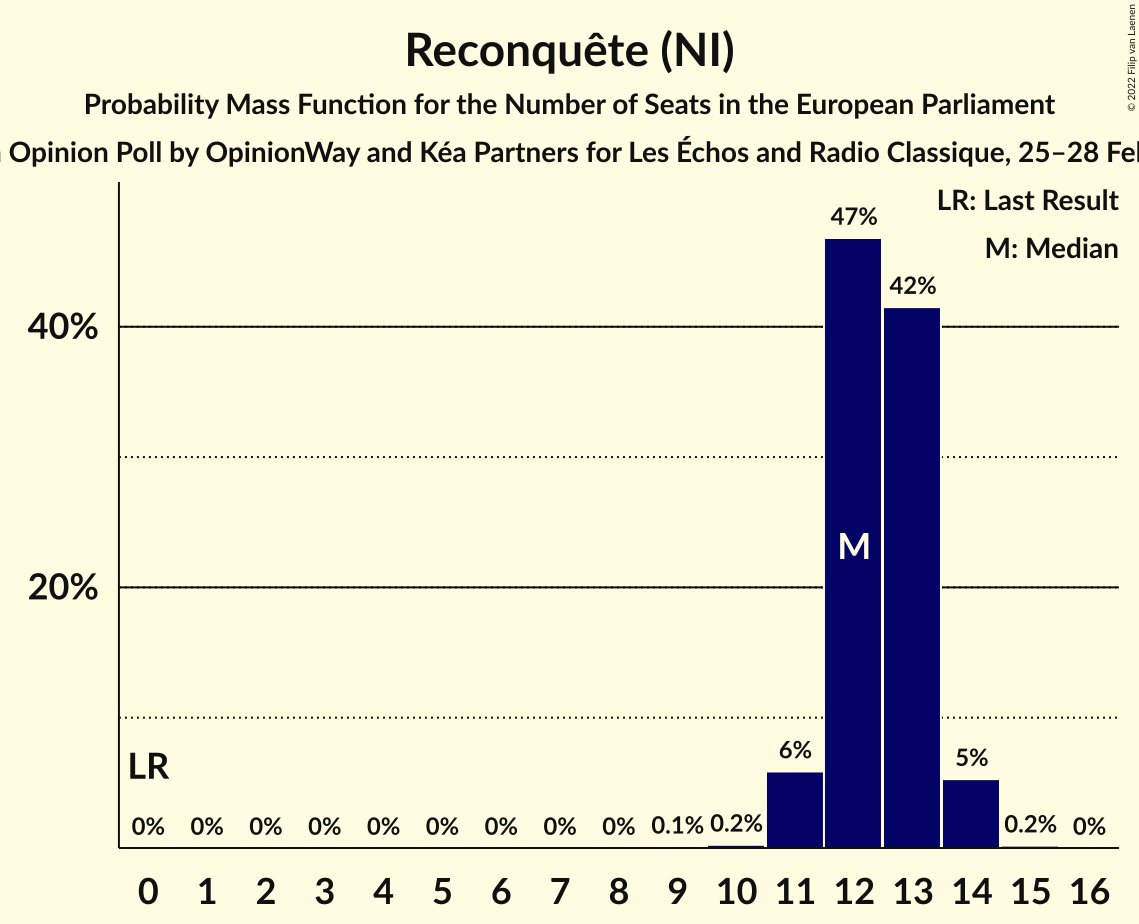 Reconquête (NI)
Probability Mass Function for the Number of Seats in the European Parliament
Opinion Poll by OpinionWay and Kéa Partners for Les Échos and Radio Classique, 25–28
© 2022 Filip van Laenen
LR: Last Result
M: Median
47%
42%
40%
M
20%
6%
5%
LR
0% 0% 0% 0% 0% 0% 0% 0% 0% 0.1% 0.2% 0.2% 0%
0 1 2 3 4 5 6 7 8 9 10 11 12 13 14 15 16